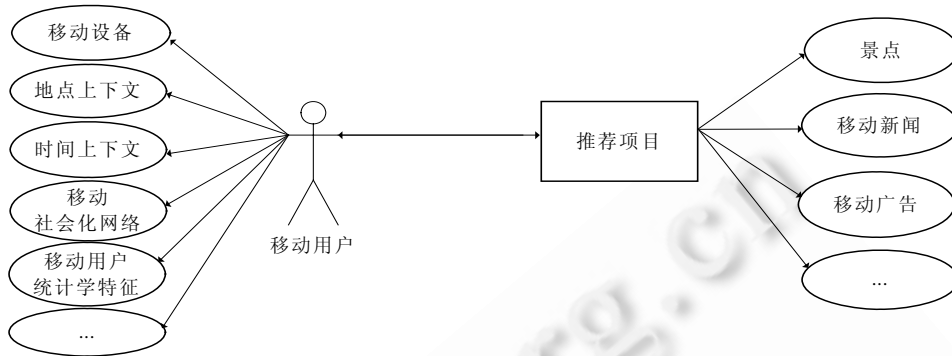 移动设备
地点上下文
时间上下文
移动
社会化网络
移动用户
统计学特征
...
移动用户
推荐项目
景点
移动新闻
移动广告
...
rg.cn